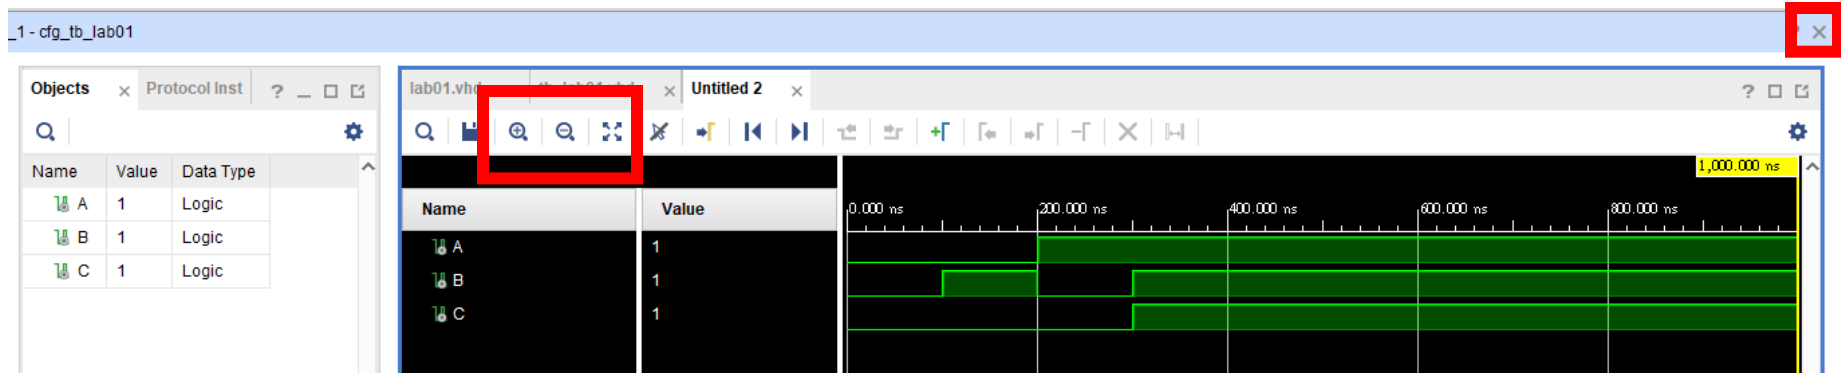 _1 - cfg_tb_lab01
Objects Protocol Inst ?
lab01.vhd Untitled 2 ?
Name Value Data Type
A 1 Logic
B 1 Logic
C 1 Logic
1,000.000 ns
Name Value
0.000 ns 200.000 ns 400.000 ns 600.000 ns 800.000 ns
A 1
B 1
C 1